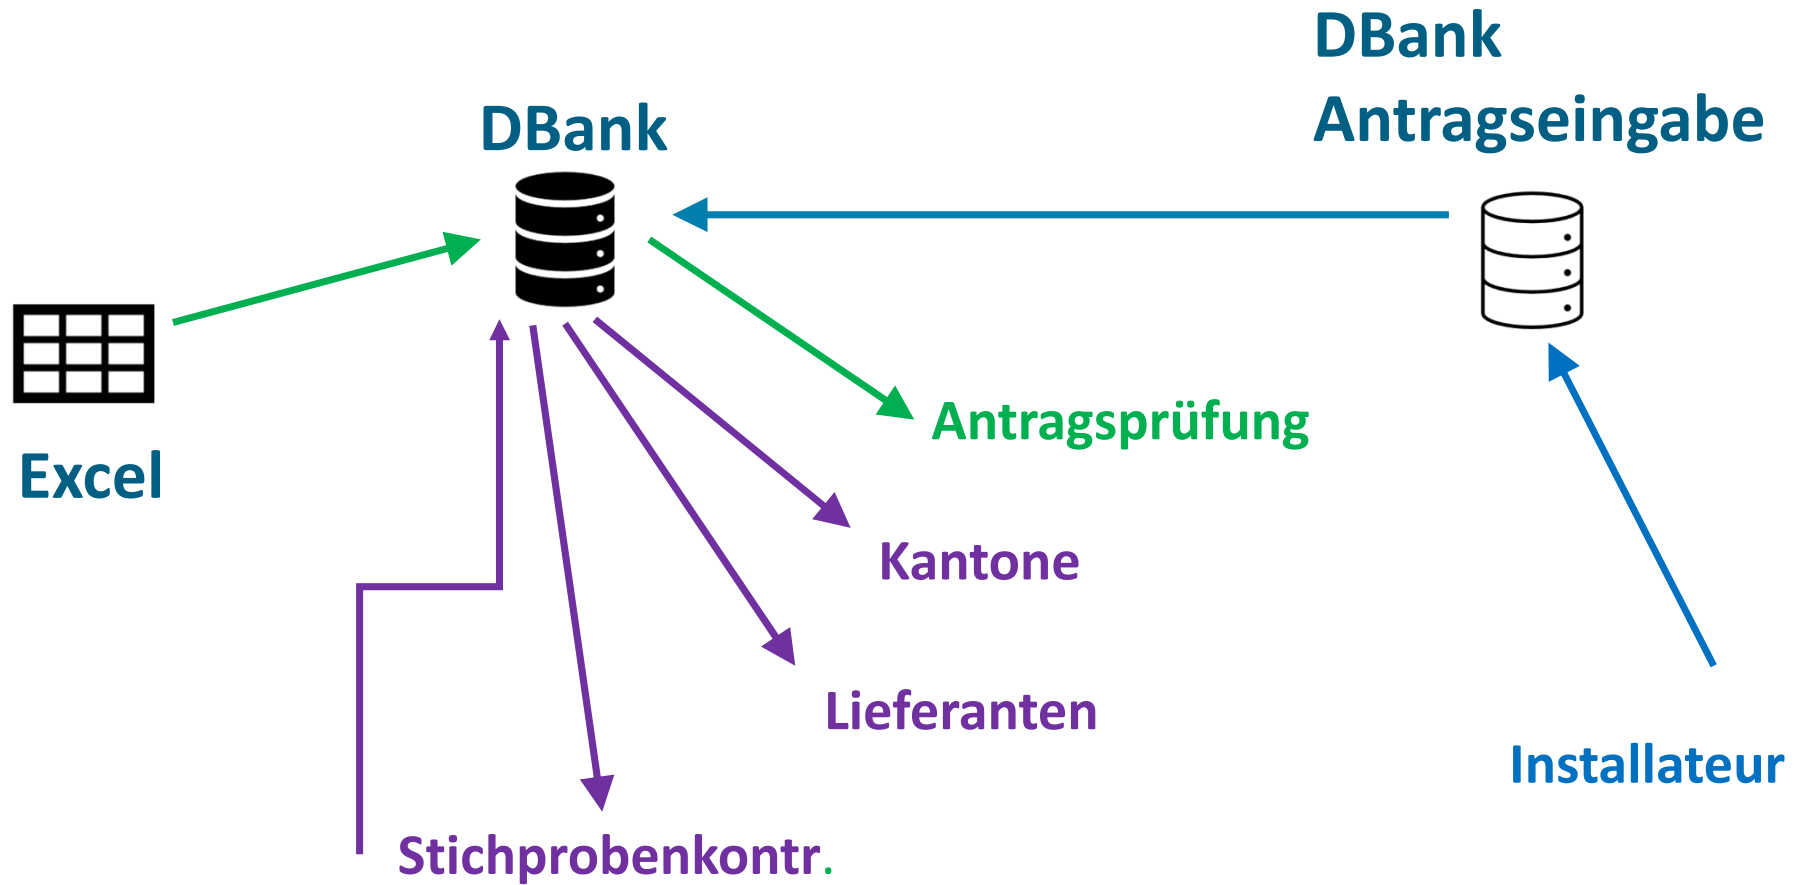 DBank
Antragseingabe
DBank
Excel
Antragsprüfung
Kantone
Lieferanten
Installateur
Stichprobenkontr.